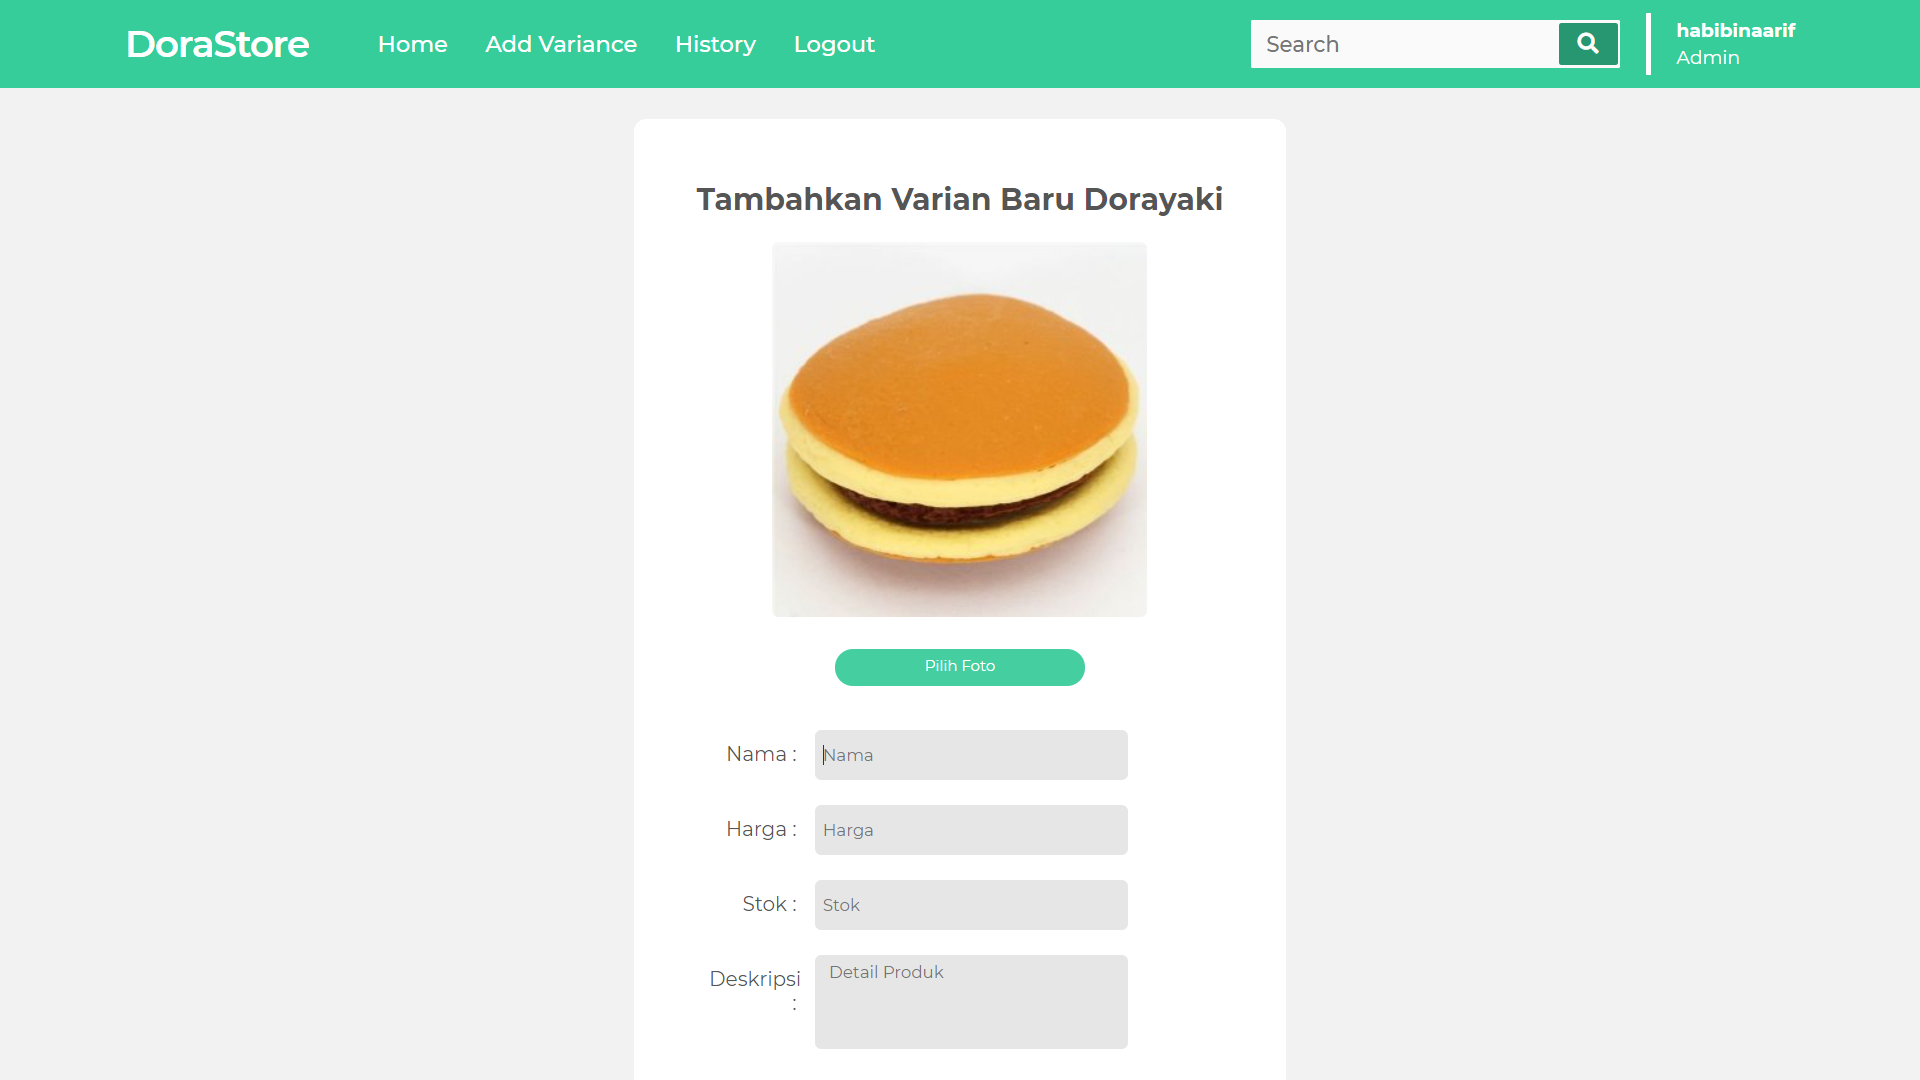 DoraStore
Home
Add Variance
History
Logout
Search
habibinaarif
Admin
Tambahkan Varian Baru Dorayaki
Pilih Foto
Nama :
Nama
Harga :
Harga
Stok :
Stok
Deskripsi
:
Detail Produk